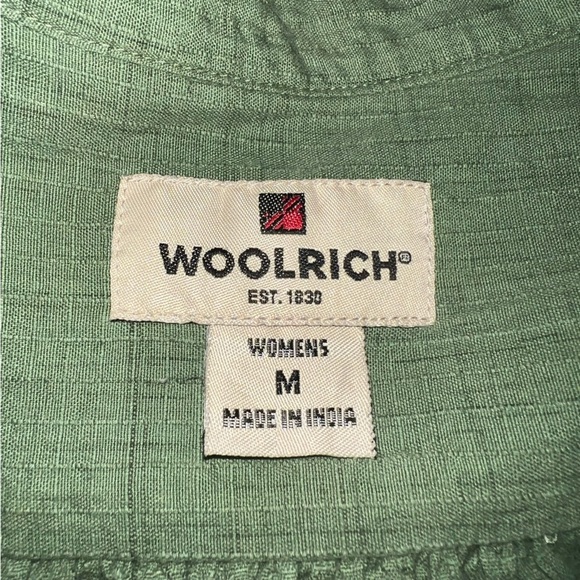 WOOLRICH®
EST. 1830
WOMENS
M
MADE IN INDIA